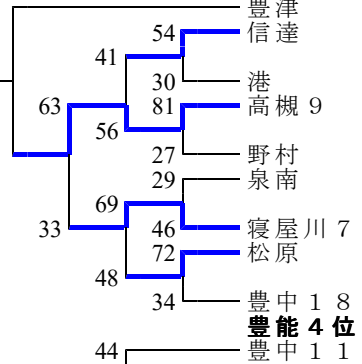 豊津
54 信達
41
30 港
63 81 高槻９
56
27 野村
29 泉南
69
33 46 寝屋川７
72 松原
48
34 豊中１８
豊能４位
44 豊中１１